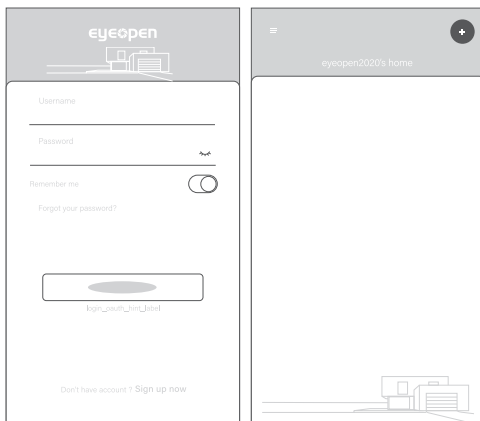 eyeopen
Username
Password
Remember me
Forgot your password?
login_oauth_hint_label
Don't have account ? Sign up now
eyeopen2020's home